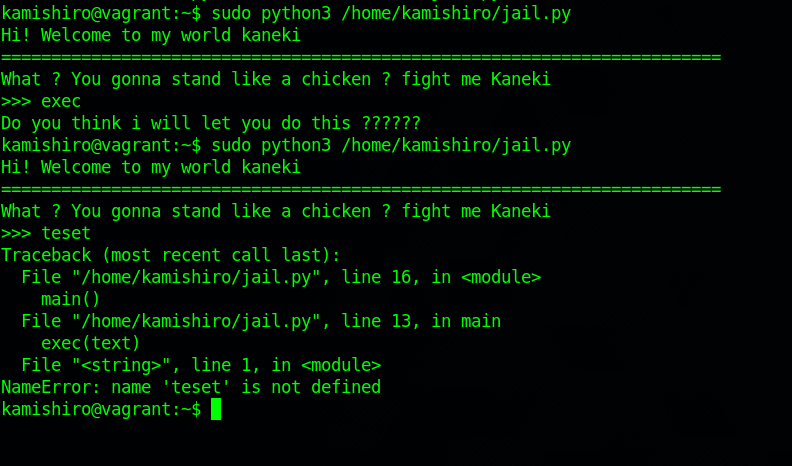 kamishiro@vagrant:~$ sudo python3 /home/kamishiro/jail.py
Hi! Welcome to my world kaneki
========================================================================
What ? You gonna stand like a chicken ? fight me Kaneki
>>> exec
Do you think i will let you do this ??????
kamishiro@vagrant:~$ sudo python3 /home/kamishiro/jail.py
Hi! Welcome to my world kaneki
========================================================================
What ? You gonna stand like a chicken ? fight me Kaneki
>>> teset
Traceback (most recent call last):
  File "/home/kamishiro/jail.py", line 16, in <module>
    main()
  File "/home/kamishiro/jail.py", line 13, in main
    exec(text)
  File "<string>", line 1, in <module>
NameError: name 'teset' is not defined
kamishiro@vagrant:~$